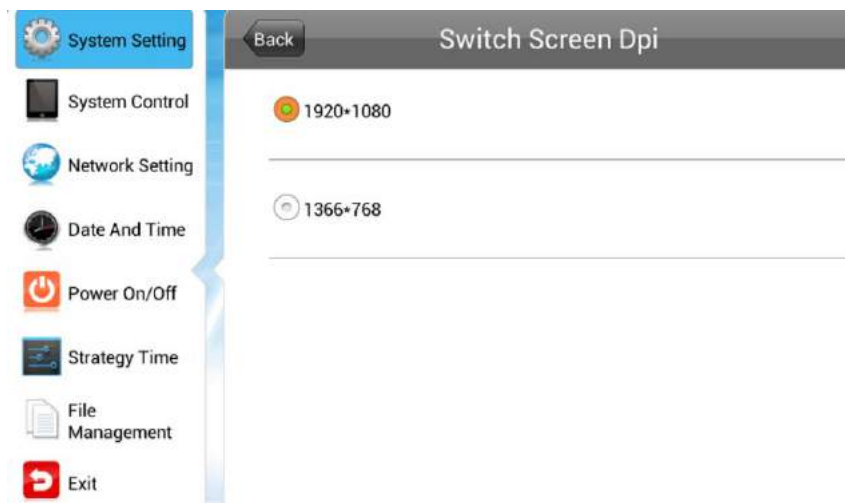 System Setting
Back
Switch Screen Dpi
System Control
1920*1080
Network Setting
1366*768
Date And Time
Power On/Off
Strategy Time
File
Management
Exit